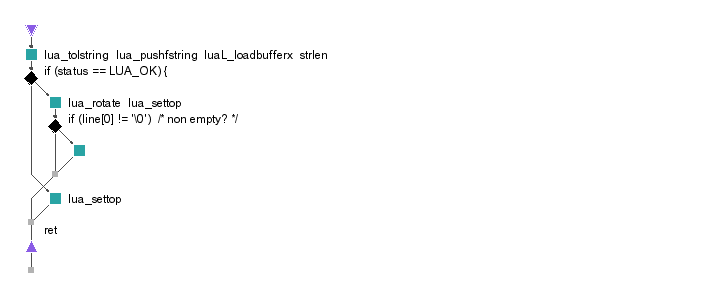 lua_tolstring lua_pushfstring luaL_loadbufferx strlen
if (status == LUA_OK) {
lua_rotate lua_settop
if (line[0] != '\0') /* non empty? */
lua_settop
ret